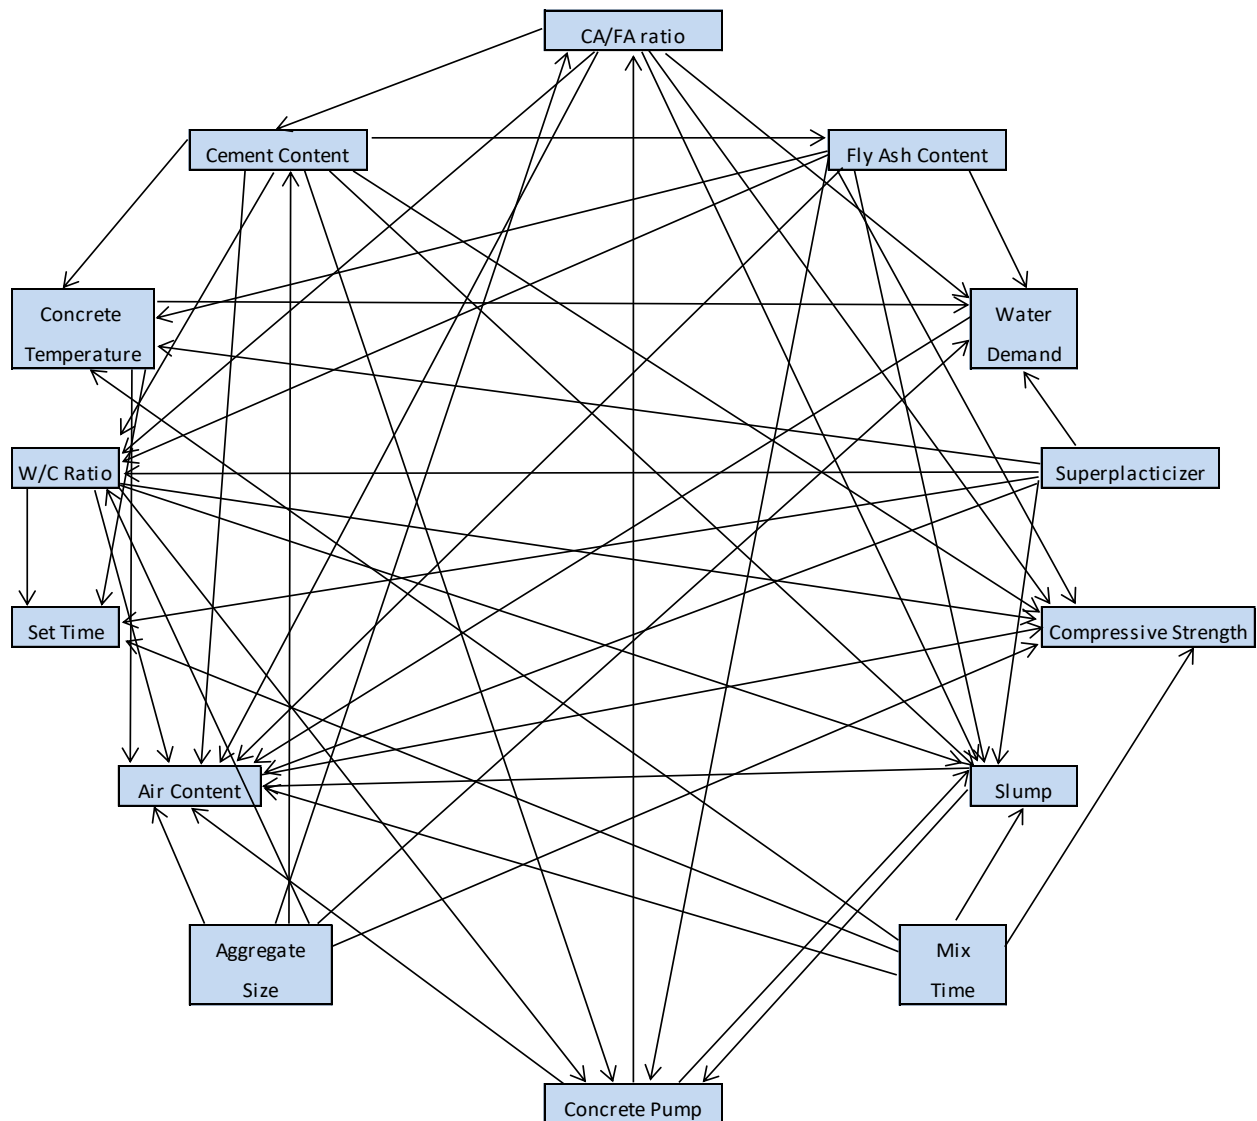 CA/FA ratio
Cement Content
Fly Ash Content
Concrete
Temperature
Water
Demand
W/C Ratio
Superplacticizer
Set Time
Compressive Strength
Air Content
Slump
Aggregate
Size
Mix
Time
Concrete Pump